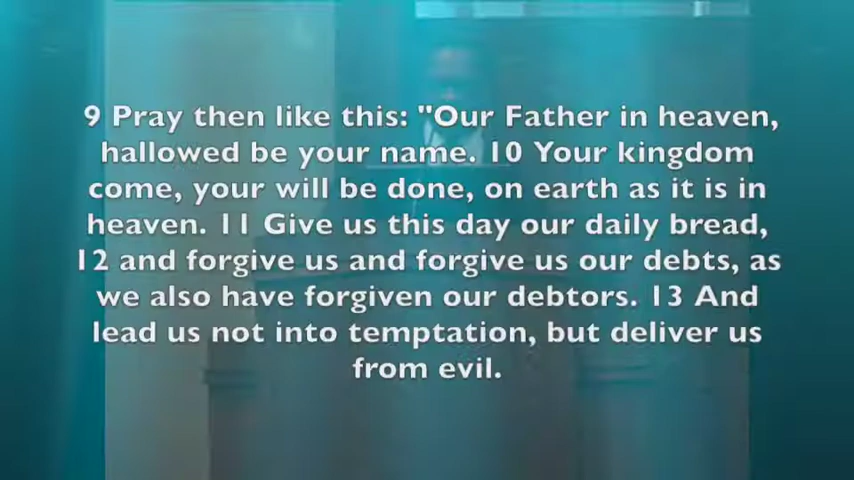 9 Pray then like this: "Our Father in heaven,
hallowed be your name. 10 Your kingdom
come, your will be done, on earth as it is in
heaven. 11 Give us this day our daily bread,
12 and forgive us and forgive us our debts, as
we also have forgiven our debtors. 13 And
lead us not into temptation, but deliver us
from evil.